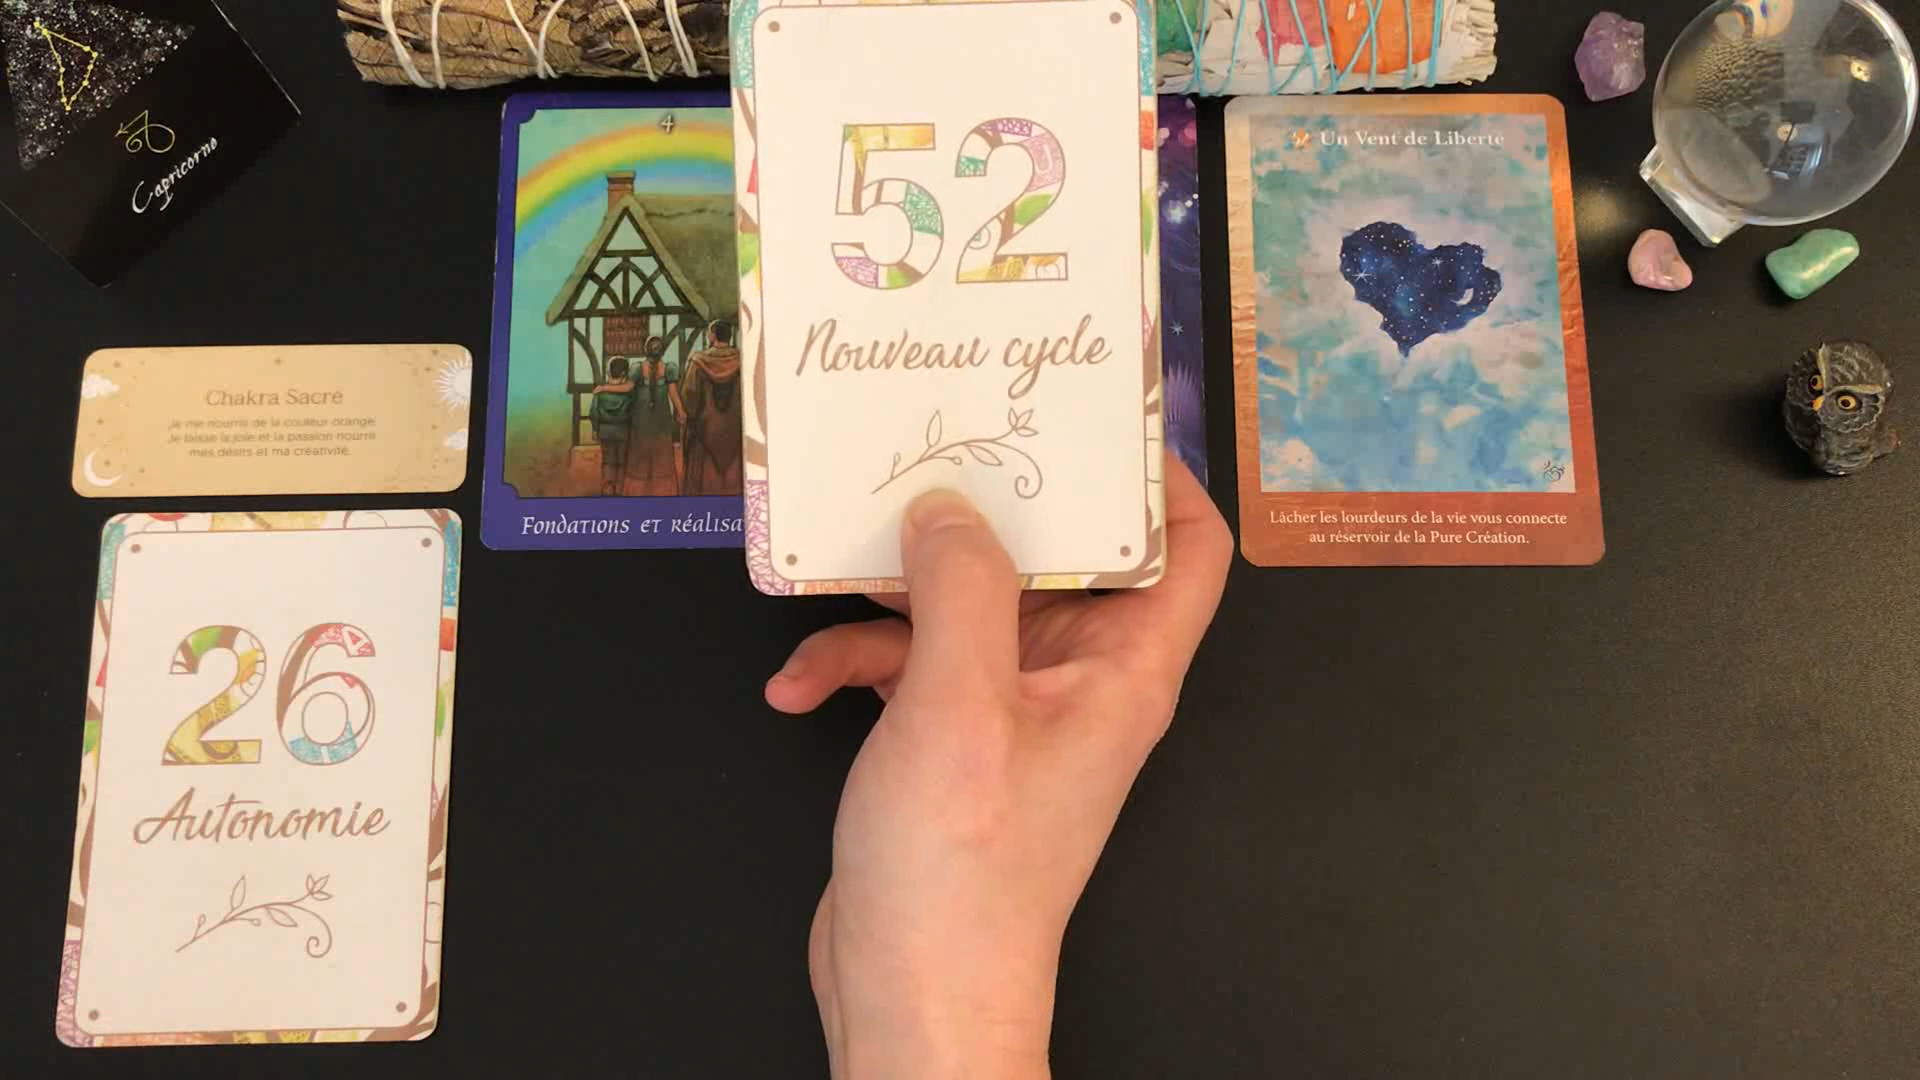 Capricorne
4
Fondations et réalisa
52
Nouveau cycle
Un Vent de Liberté
Lâcher les lourdeurs de la vie vous connecte
au réservoir de la Pure Création.
Chakra Sacré
Je me nourris de la couleur orange.
Je laisse la joie et la passion nourrir
mes désirs et ma créativité.
26
Autonomie